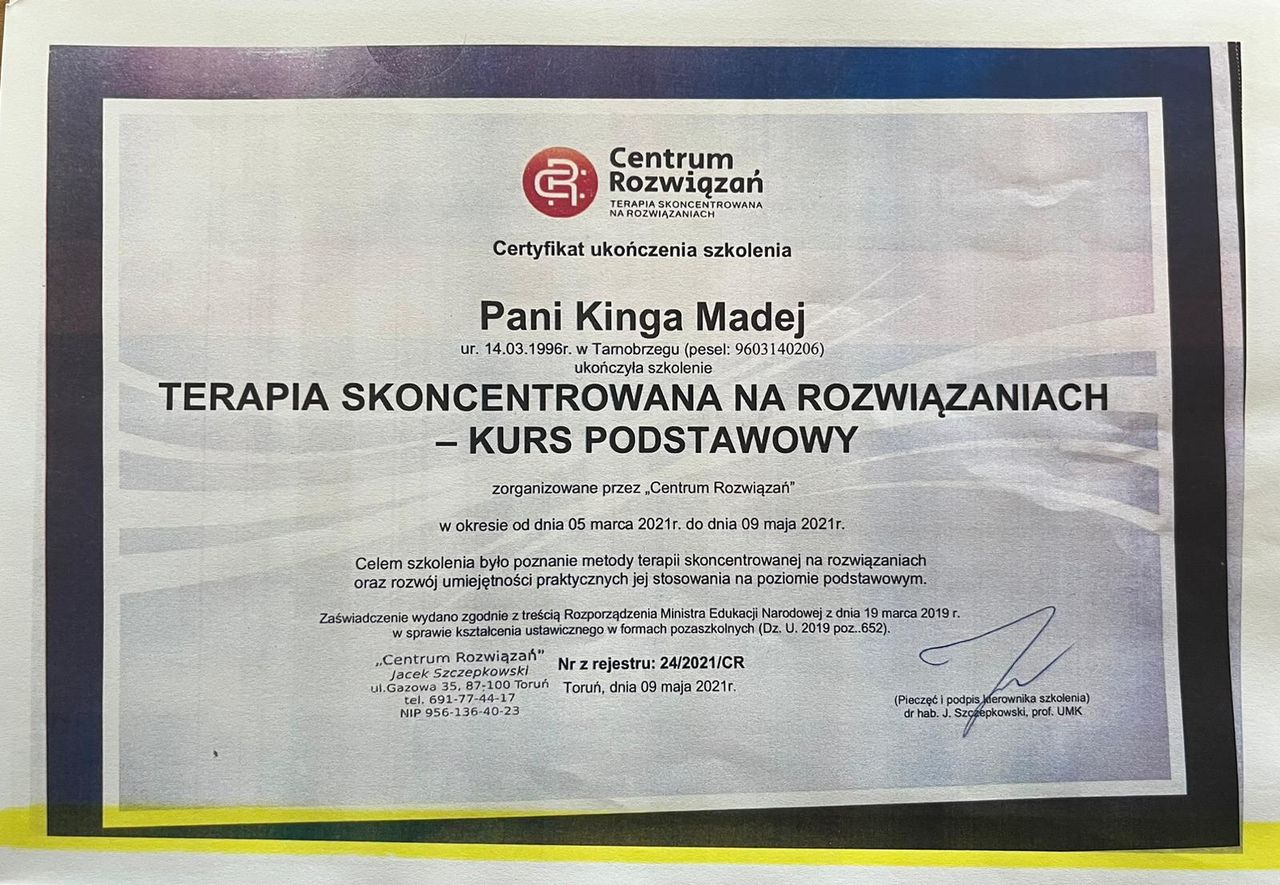 Centrum
Rozwiązań
TERAPIA SKONCENTROWANA
NA ROZWIĄZANIACH
Certyfikat ukończenia szkolenia
Pani Kinga Madej
ur. 14.03.1996r. w Tarnobrzegu (pesel: 9603140206)
ukończyła szkolenie
TERAPIA SKONCENTROWANA NA ROZWIĄZANIACH
– KURS PODSTAWOWY
zorganizowane przez „Centrum Rozwiązań”
w okresie od dnia 05 marca 2021r. do dnia 09 maja 2021r.
Celem szkolenia było poznanie metody terapii skoncentrowanej na rozwiązaniach
oraz rozwój umiejętności praktycznych jej stosowania na poziomie podstawowym.
Zaświadczenie wydano zgodnie z treścią Rozporządzenia Ministra Edukacji Narodowej z dnia 19 marca 2019 r.
w sprawie kształcenia ustawicznego w formach pozaszkolnych (Dz. U. 2019 poz..652).
„Centrum Rozwiązań”
Jacek Szczepkowski
ul.Gazowa 35, 87-100 Toruń
tel. 691-77-44-17
NIP 956-136-40-23
Nr z rejestru: 24/2021/CR
Toruń, dnia 09 maja 2021r.
(Pieczęć i podpis kierownika szkolenia)
dr hab. J. Szczepkowski, prof. UMK